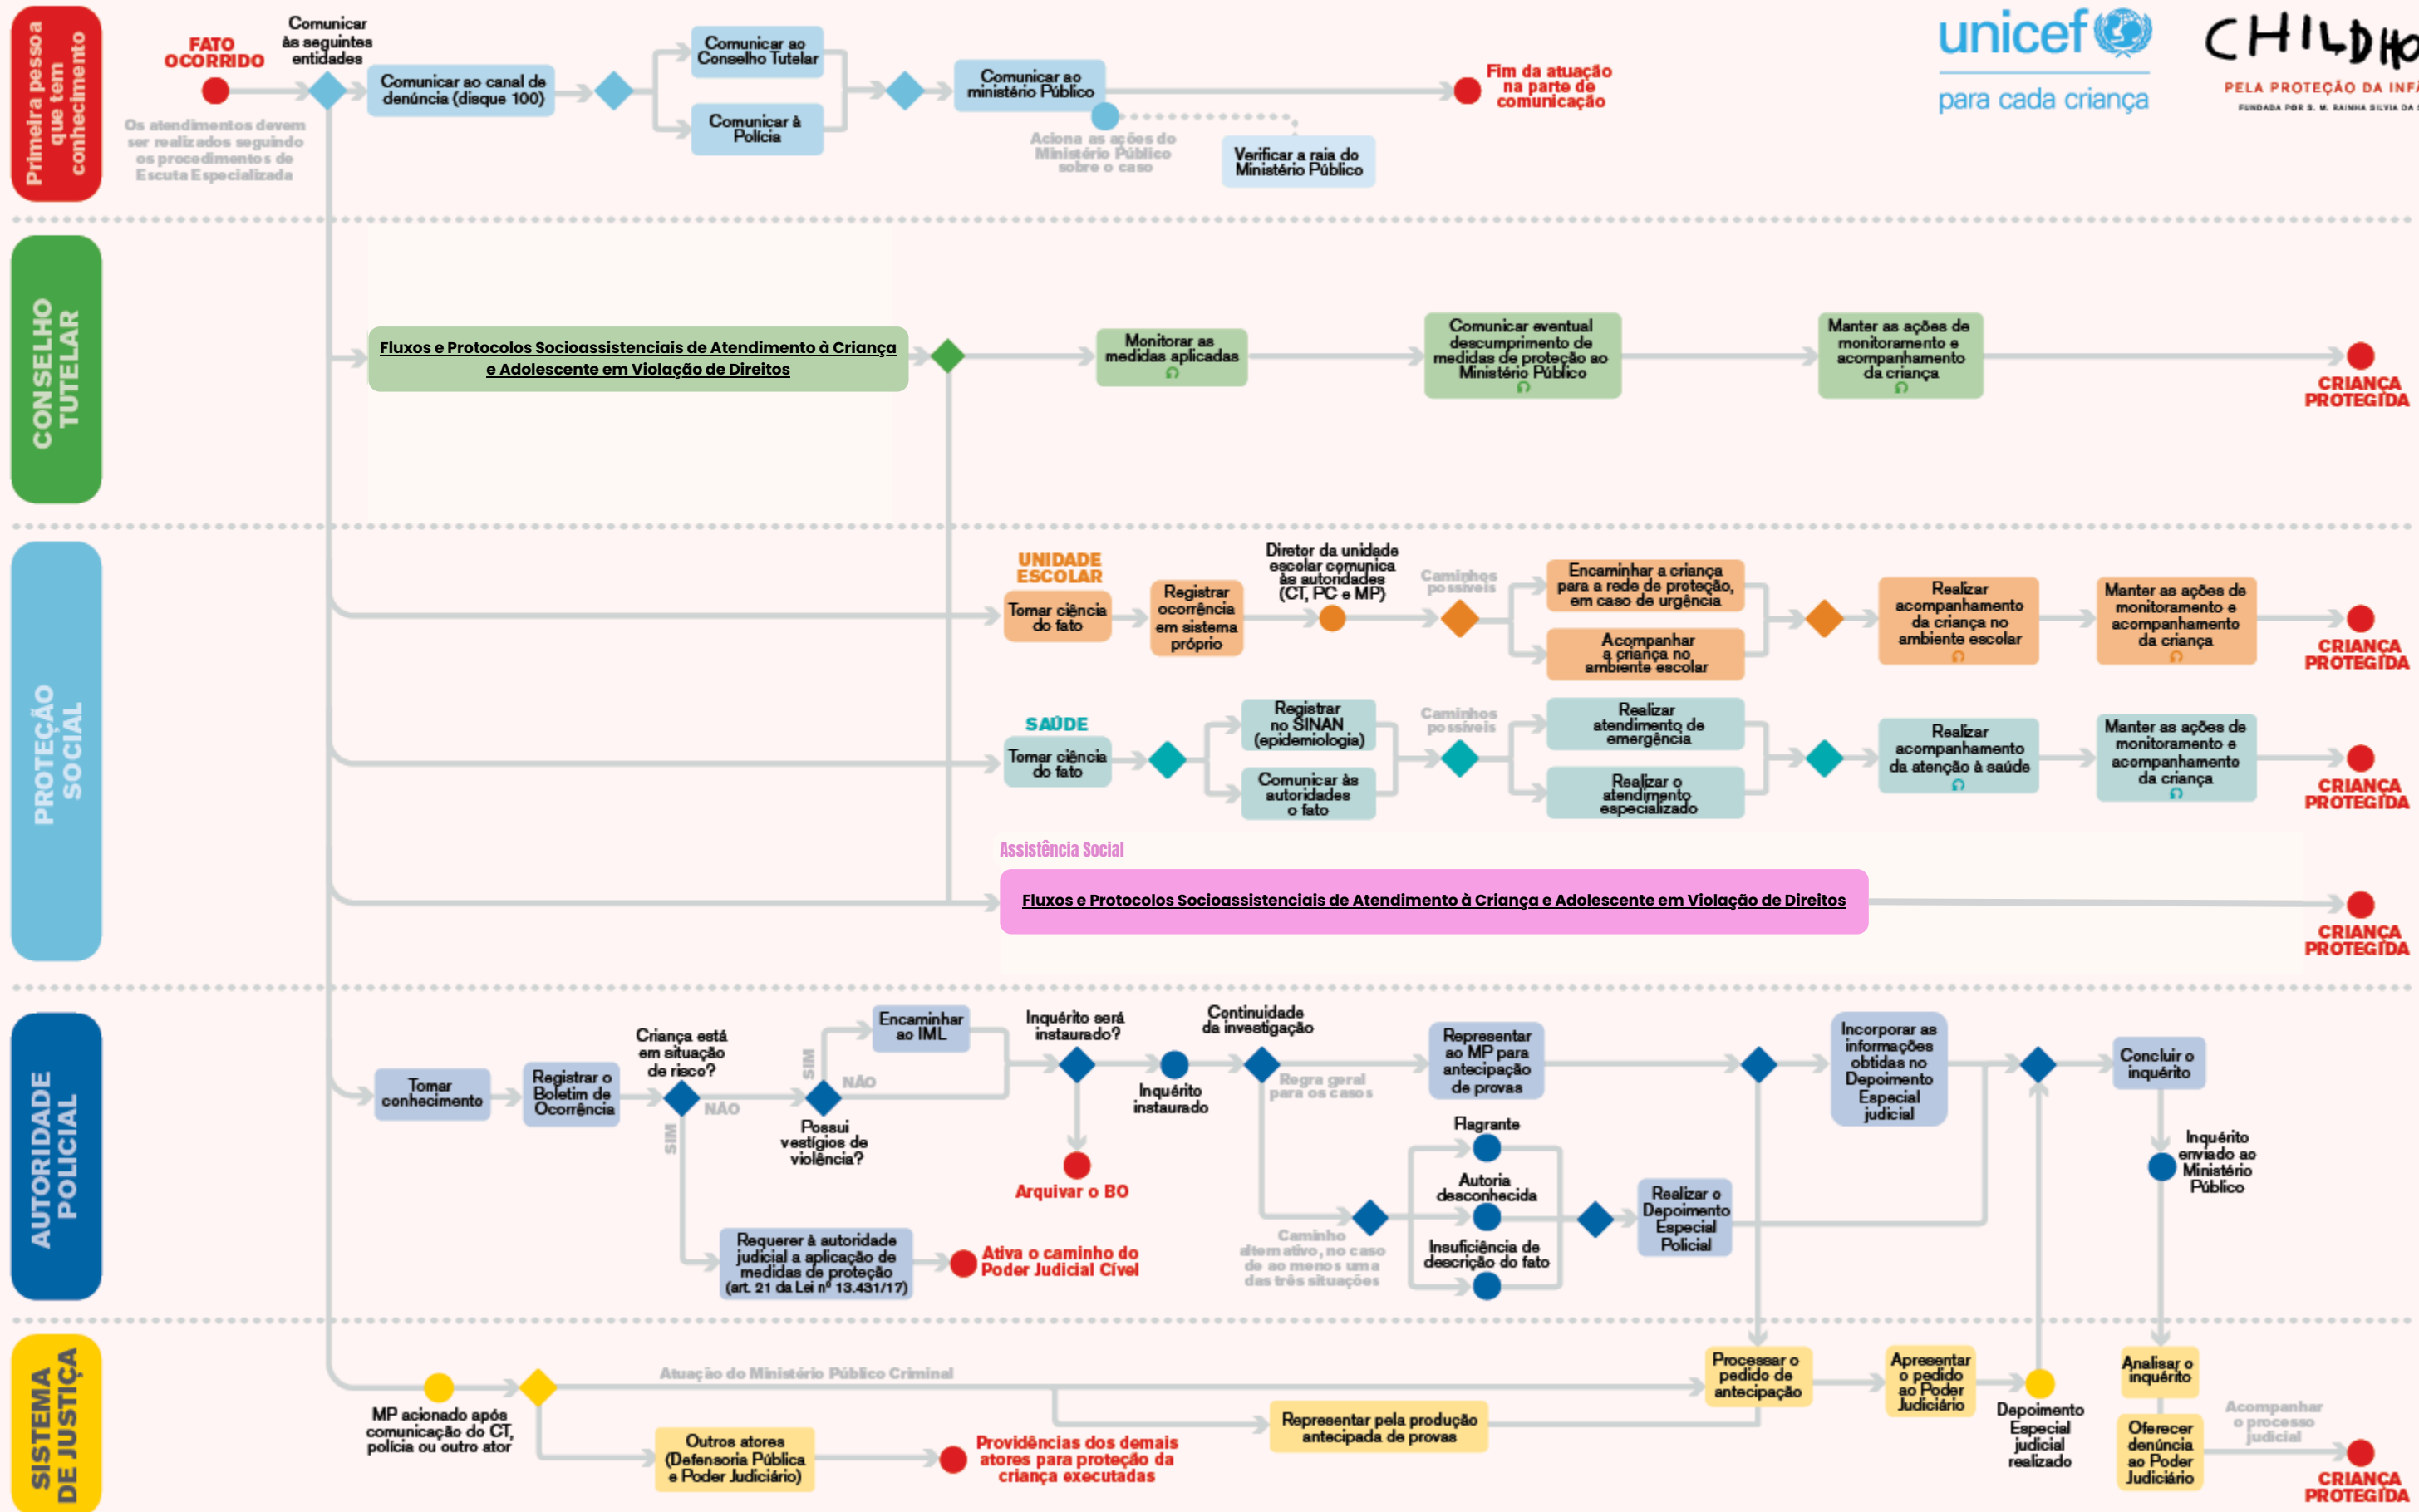 Primeira pessoa
que tem
conhecimento
FATO
OCORRIDO
Os atendimentos devem
ser realizados seguindo
os procedimentos de
Escuta Especializada
Comunicar
às seguintes
entidades
Comunicar ao canal de
denúncia (disque 100)
Comunicar ao
Conselho Tutelar
Comunicar à
Polícia
Comunicar ao
ministério Público
Aciona as ações do
Ministério Público
sobre o caso
Verificar a raia do
Ministério Público
Fim da atuação
na parte de
comunicação
unicef
para cada criança
CHILDHO
PELA PROTEÇÃO DA INFÂ
FUNDADA POR S. M. RAINHA SILVIA DA S
CONSELHO
TUTELAR
Fluxos e Protocolos Socioassistenciais de Atendimento à Criança
e Adolescente em Violação de Direitos
Monitorar as
medidas aplicadas
Comunicar eventual
descumprimento de
medidas de proteção ao
Ministério Público
Manter as ações de
monitoramento e
acompanhamento
da criança
CRIANÇA
PROTEGIDA
PROTEÇÃO
SOCIAL
UNIDADE
ESCOLAR
Tomar ciência
do fato
Registrar
ocorrência
em sistema
próprio
Diretor da unidade
escolar comunica
às autoridades
(CT, PC e MP)
Caminhos
possíveis
Encaminhar a criança
para a rede de proteção,
em caso de urgência
Acompanhar
a criança no
ambiente escolar
Realizar
acompanhamento
da criança no
ambiente escolar
Manter as ações de
monitoramento e
acompanhamento
da criança
CRIANÇA
PROTEGIDA
SAÚDE
Tomar ciência
do fato
Registrar
no SINAN
(epidemiologia)
Comunicar às
autoridades
o fato
Caminhos
possíveis
Realizar
atendimento de
emergência
Realizar o
atendimento
especializado
Realizar
acompanhamento
da atenção à saúde
Manter as ações de
monitoramento e
acompanhamento
da criança
CRIANÇA
PROTEGIDA
Assistência Social
Fluxos e Protocolos Socioassistenciais de Atendimento à Criança e Adolescente em Violação de Direitos
CRIANÇA
PROTEGIDA
AUTORIDADE
POLICIAL
Tomar
conhecimento
Registrar o
Boletim de
Ocorrência
Criança está
em situação
de risco?
NÃO
SIM
Possui
vestígios de
violência?
SIM
NÃO
Encaminhar
ao IML
Requerer à autoridade
judicial a aplicação de
medidas de proteção
(art. 21 da Lei nº 13.431/17)
Ativa o caminho do
Poder Judicial Cível
Inquérito será
instaurado?
Arquivar o BO
Inquérito
instaurado
Continuidade
da investigação
Regra geral
para os casos
Representar
ao MP para
antecipação
de provas
Caminho
alternativo, no caso
de ao menos uma
das três situações
Flagrante
Autoria
desconhecida
Insuficiência de
descrição do fato
Realizar o
Depoimento
Especial
Policial
Incorporar as
informações
obtidas no
Depoimento
Especial
judicial
Concluir o
inquérito
Inquérito
enviado ao
Ministério
Público
SISTEMA
DE JUSTIÇA
MP acionado após
comunicação do CT,
polícia ou outro ator
Atuação do Ministério Público Criminal
Outros atores
(Defensoria Pública
e Poder Judiciário)
Providências dos demais
atores para proteção da
criança executadas
Representar pela produção
antecipada de provas
Processar o
pedido de
antecipação
Apresentar
o pedido
ao Poder
Judiciário
Depoimento
Especial
judicial
realizado
Analisar o
inquérito
Oferecer
denúncia
ao Poder
Judiciário
Acompanhar
o processo
judicial
CRIANÇA
PROTEGIDA